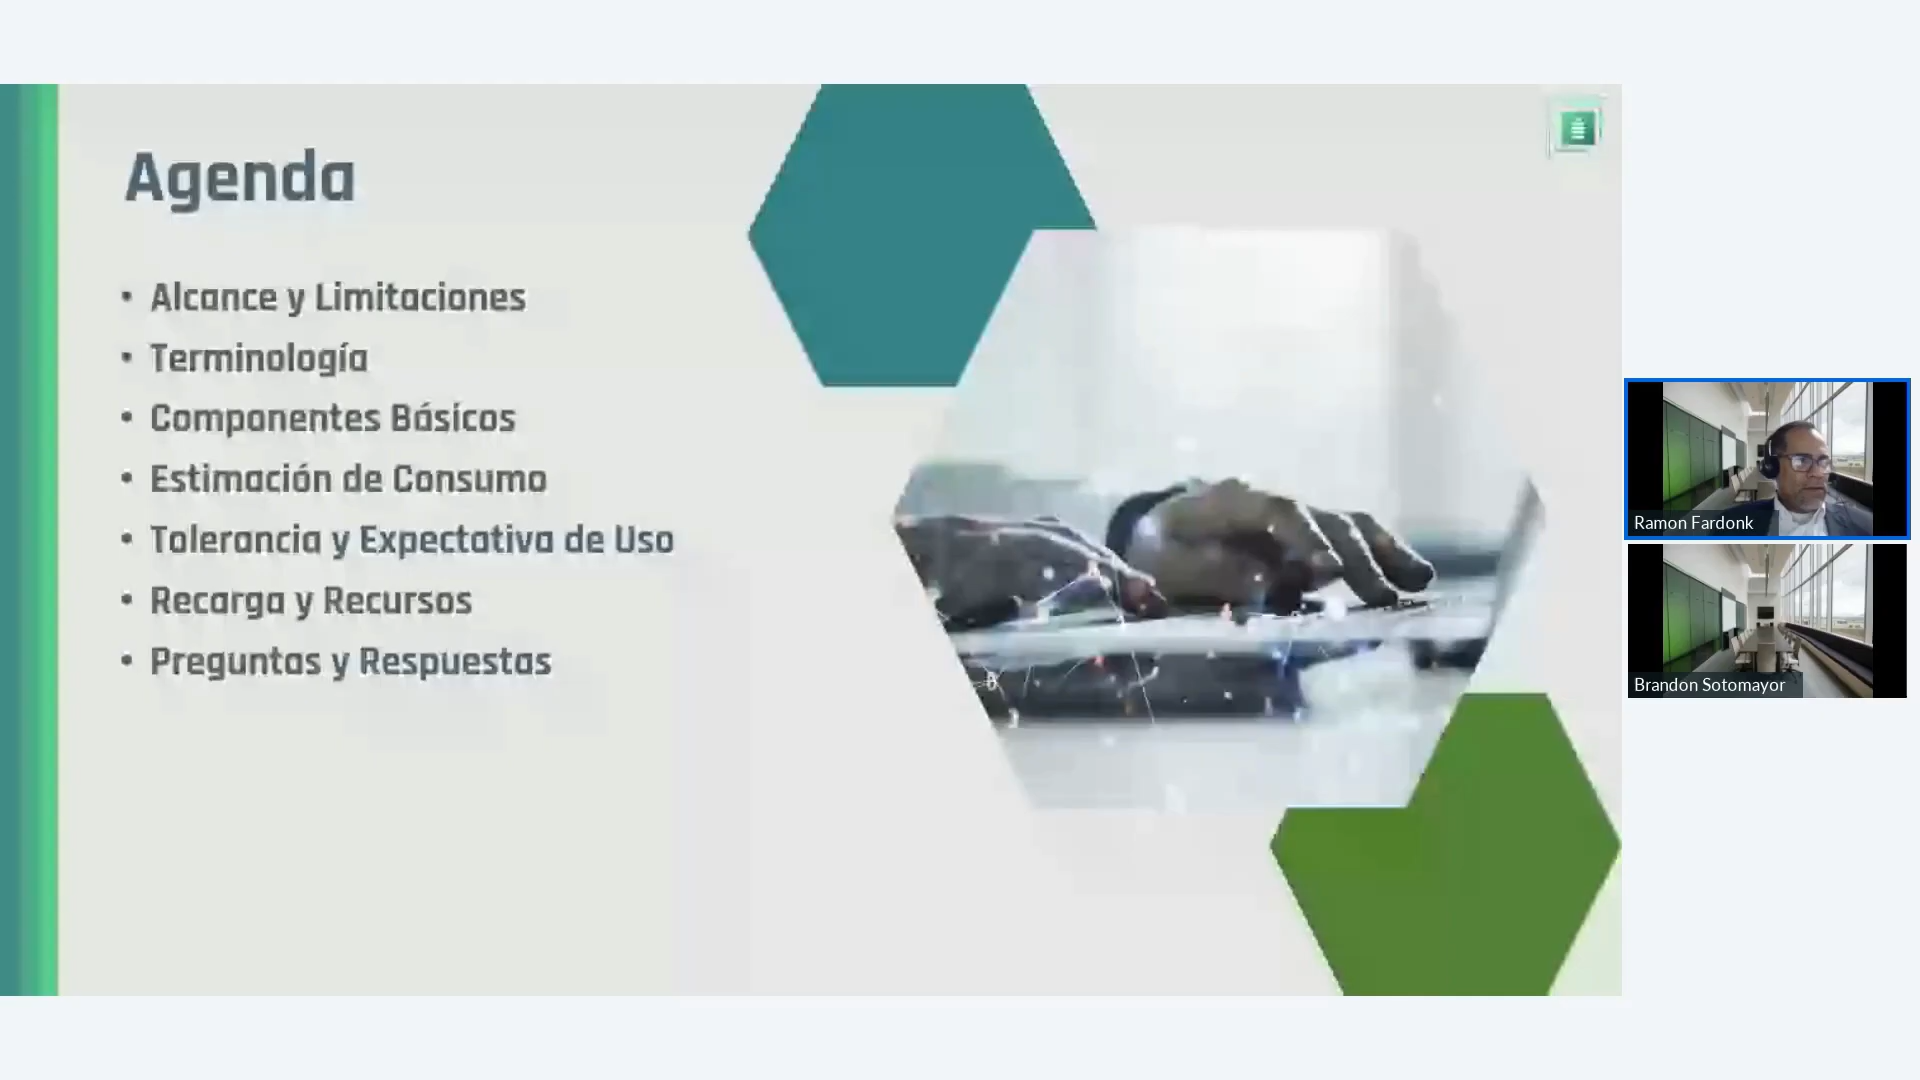 Agenda
• Alcance y Limitaciones
• Terminología
• Componentes Básicos
• Estimación de Consumo
• Tolerancia y Expectativa de Uso
• Recarga y Recursos
• Preguntas y Respuestas
Ramon Fardonk
Brandon Sotomayor